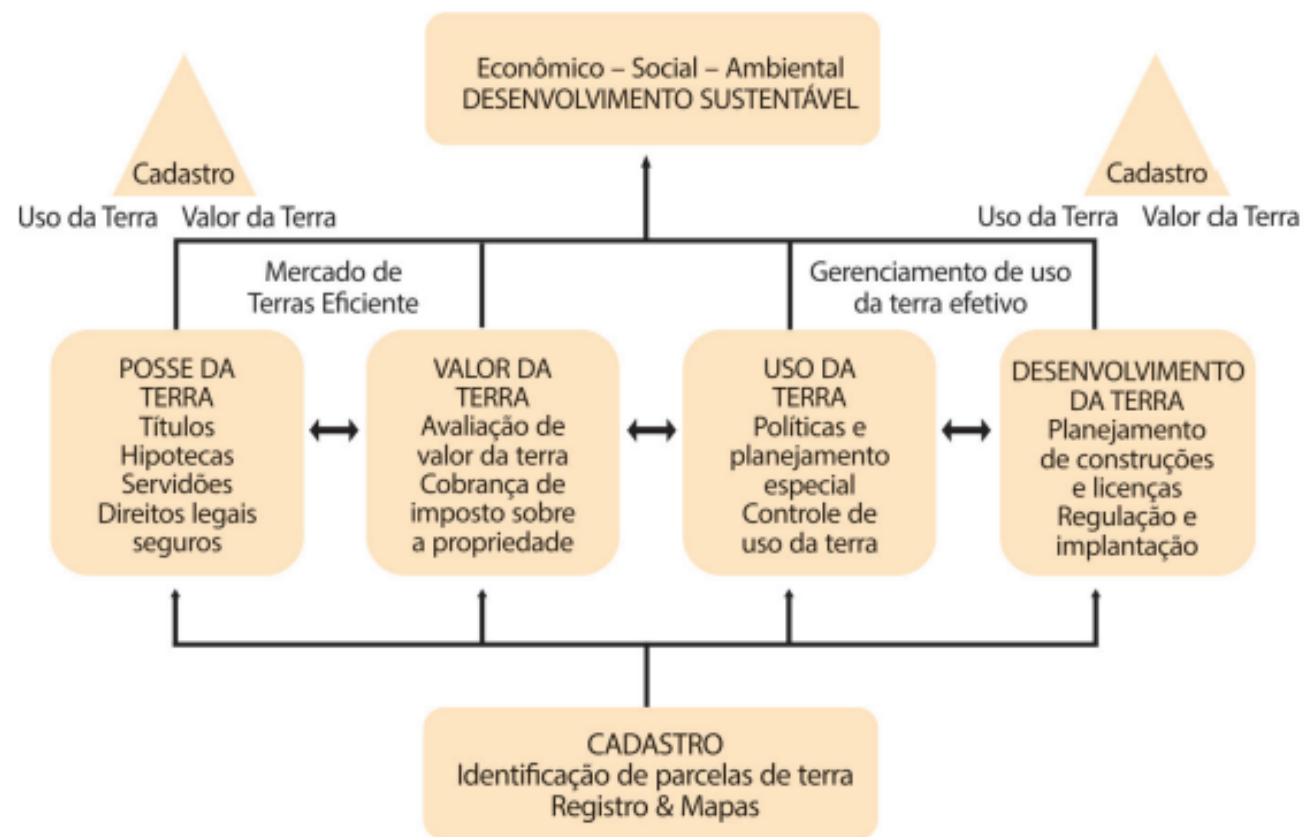 Econômico – Social – Ambiental
DESENVOLVIMENTO SUSTENTÁVEL
Cadastro
Uso da Terra Valor da Terra
Cadastro
Uso da Terra Valor da Terra
Mercado de
Terras Eficiente
Gerenciamento de uso
da terra efetivo
POSSE DA
TERRA
Títulos
Hipotecas
Servidões
Direitos legais
seguros
VALOR DA
TERRA
Avaliação de
valor da terra
Cobrança de
imposto sobre
a propriedade
USO DA
TERRA
Políticas e
planejamento
especial
Controle de
uso da terra
DESENVOLVIMENTO
DA TERRA
Planejamento
de construções
e licenças
Regulação e
implantação
CADASTRO
Identificação de parcelas de terra
Registro & Mapas